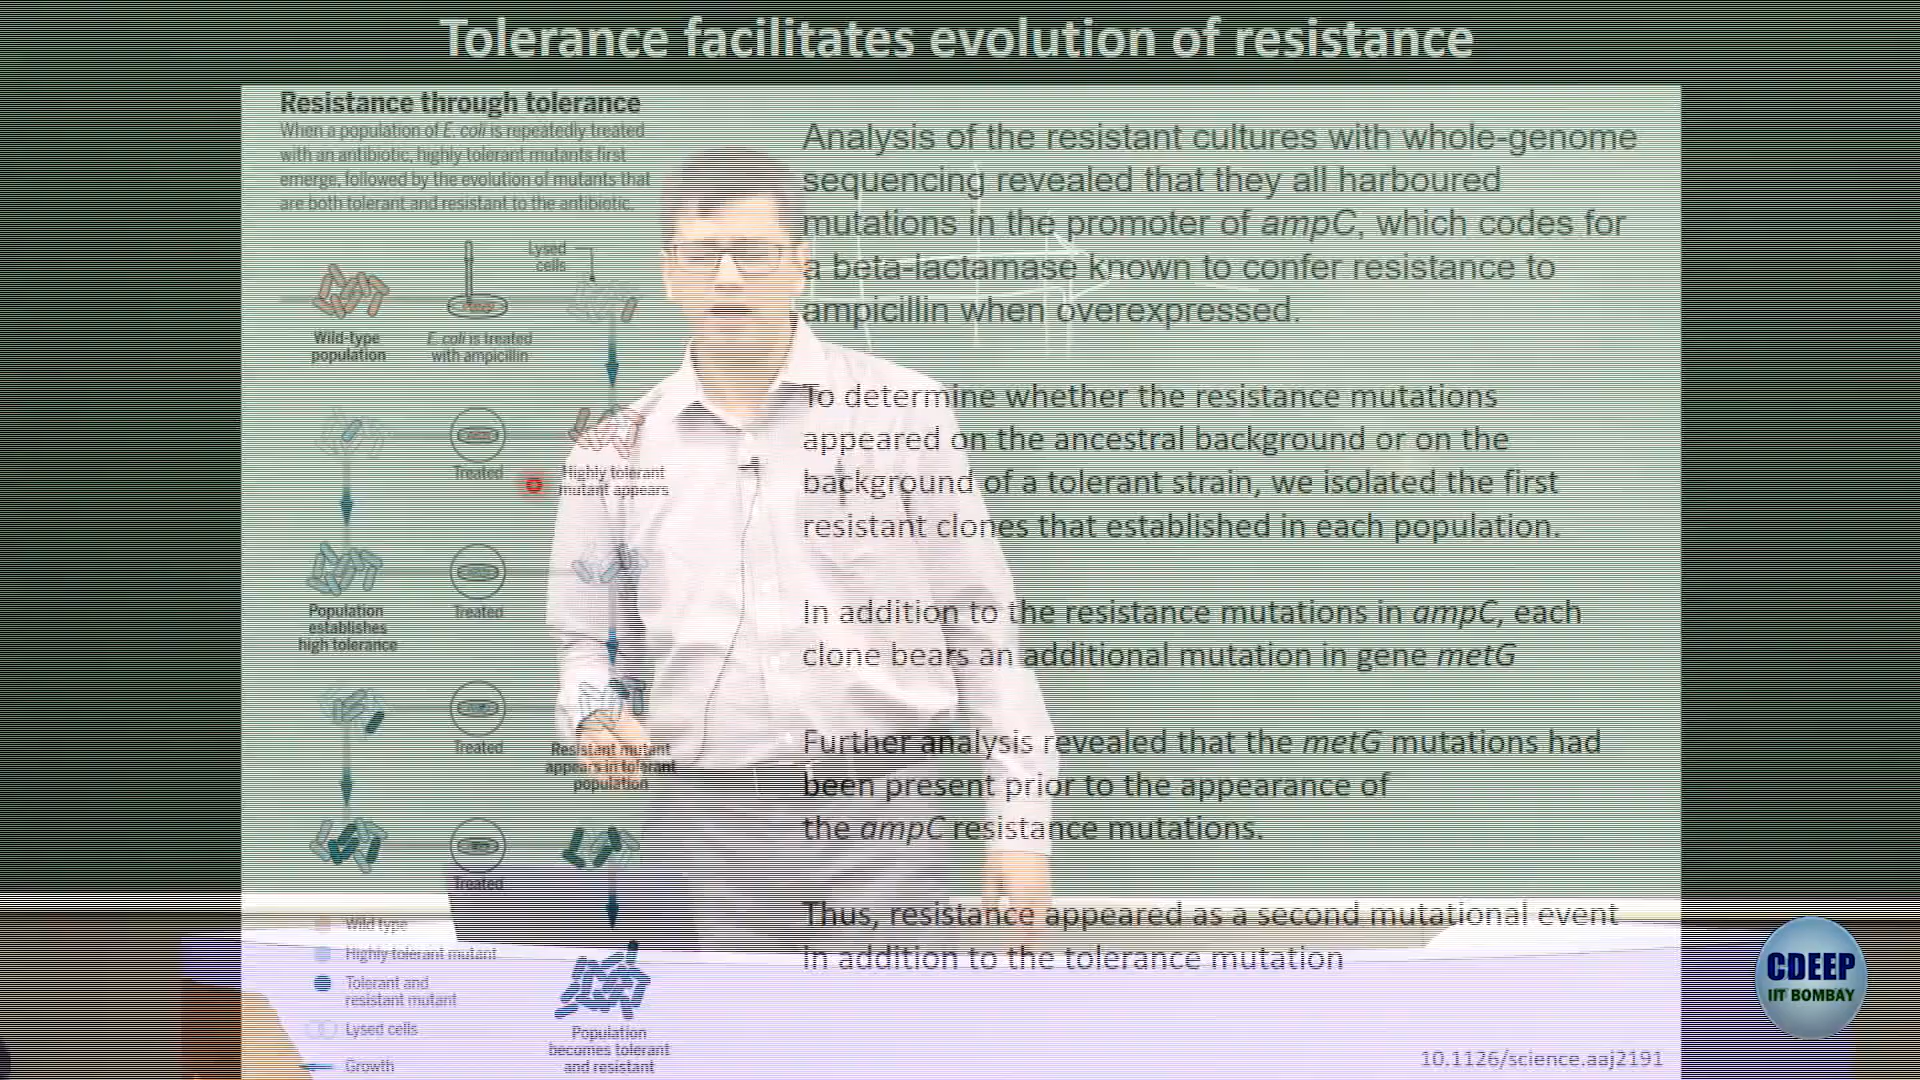 Tolerance facilitates evolution of resistance
Resistance through tolerance
When a population of E. coli is repeatedly treated
with an antibiotic, highly tolerant mutants first
emerge, followed by the evolution of mutants that
are both tolerant and resistant to the antibiotic.
Lysed
cells
Wild-type
population
E. coli is treated
with ampicillin
Treated
Highly tolerant
mutant appears
Population
establishes
high tolerance
Treated
Treated
Resistant mutant
appears in tolerant
population
Treated
Wild type
Highly tolerant mutant
Tolerant and
resistant mutant
Lysed cells
Growth
Population
becomes tolerant
and resistant
Analysis of the resistant cultures with whole-genome
sequencing revealed that they all harboured
mutations in the promoter of ampC, which codes for
a beta-lactamase known to confer resistance to
ampicillin when overexpressed.
To determine whether the resistance mutations
appeared on the ancestral background or on the
background of a tolerant strain, we isolated the first
resistant clones that established in each population.
In addition to the resistance mutations in ampC, each
clone bears an additional mutation in gene metG
Further analysis revealed that the metG mutations had
been present prior to the appearance of
the ampC resistance mutations.
Thus, resistance appeared as a second mutational event
in addition to the tolerance mutation
10.1126/science.aaj2191
CDEEP
IIT BOMBAY